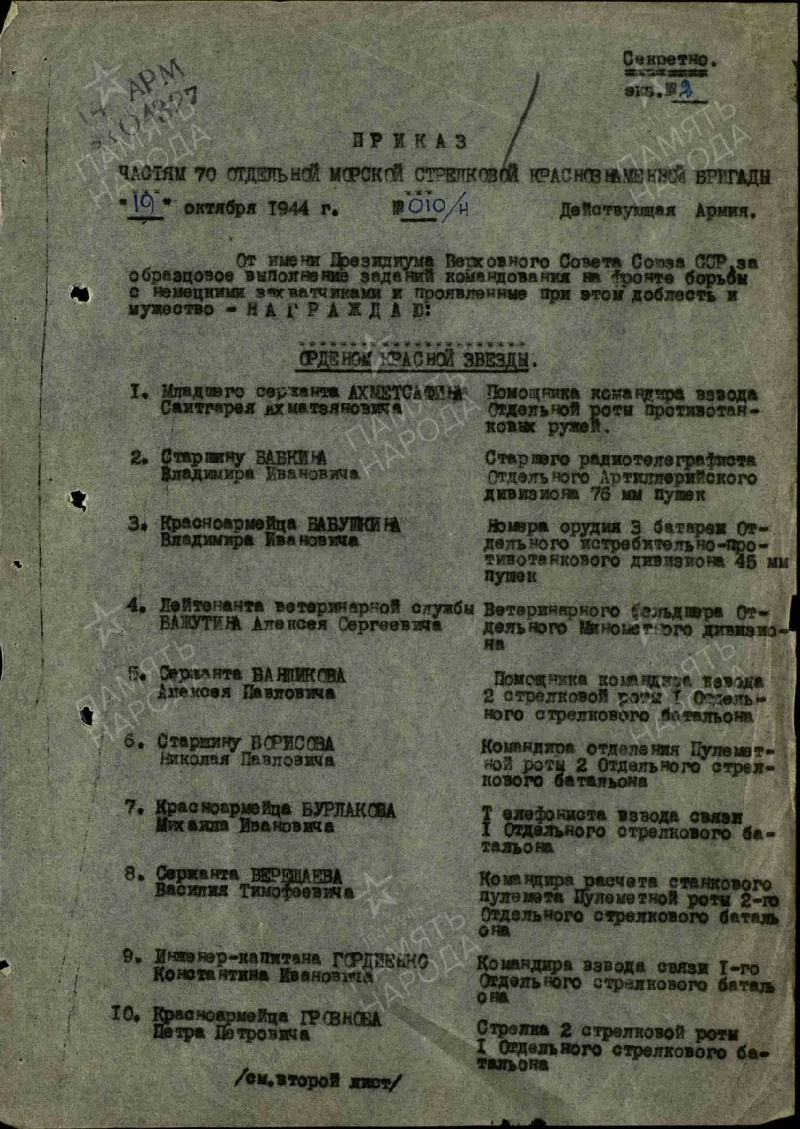 Секретно.
экз.№ 2
14 АРМ
ПРИКАЗ
ЧАСТЯМ 70 ОТДЕЛЬНОЙ МОРСКОЙ СТРЕЛКОВОЙ КРАСНОЗНАМЕННОЙ БРИГАДЫ
"19" октября 1944 г. №010/н Действующая Армия.
От имени Президиума Верховного Совета Союза ССР, за
образцовое выполнение заданий командования на фронте борьбы
с немецкими захватчиками и проявленные при этом доблесть и
мужество - НАГРАЖДАЮ:
ОРДЕНОМ КРАСНОЙ ЗВЕЗДЫ.
1. Младшего сержанта АХМЕТСАФИНА
Саитгарея Ахматзяновича
Помощника командира взвода
Отдельной роты противотан-
ковых ружей.
2. Старшину БАБКИНА
Владимира Ивановича
Старшего радиотелеграфиста
Отдельного Артиллерийского
дивизиона 76 мм пушек
3. Красноармейца БАБУШКИНА
Владимира Ивановича
Номера орудия 3 батареи От-
дельного истребительно-про-
тивотанкового дивизиона 45 мм
пушек
4. Лейтенанта ветеринарной службы
БАЖУТИНА Алексея Сергеевича
Ветеринарного фельдшера От-
дельного Минометного дивизио-
на
5. Сержанта БАННИКОВА
Алексея Павловича
Помощника командира взвода
2 стрелковой роты I Отдель-
ного стрелкового батальона
6. Старшину БОРИСОВА
Николая Павловича
Командира отделения Пулемет-
ной роты 2 Отдельного стрел-
кового батальона
7. Красноармейца БУРЛАКОВА
Михаила Ивановича
Т елефониста взвода связи
I Отдельного стрелкового ба-
тальона
8. Сержанта ВЕРЕЩАЕВА
Василия Тимофеевича
Командира расчета станкового
пулемета Пулеметной роты 2-го
Отдельного стрелкового баталь
она
9. Инженер-капитана ГОРДИЕНКО
Константина Ивановича
Командира взвода связи I-го
Отдельного стрелкового баталь
она
10. Красноармейца ГРОВНОВА
Петра Петровича
Стрелка 2 стрелковой роты
I Отдельного стрелкового ба-
тальона
/см.второй лист/
ПАМЯТЬ
НАРОДА